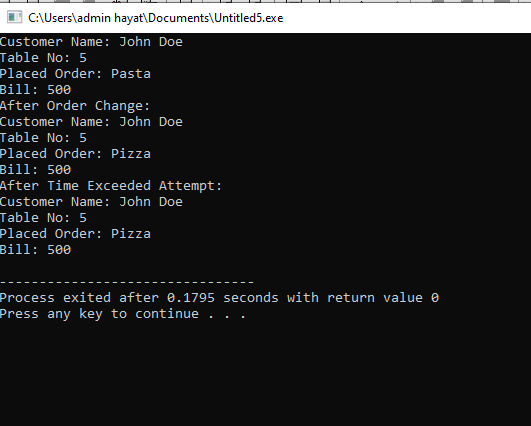 C:\Users\admin hayat\Documents\Untitled5.exe
Customer Name: John Doe
Table No: 5
Placed Order: Pasta
Bill: 500
After Order Change:
Customer Name: John Doe
Table No: 5
Placed Order: Pizza
Bill: 500
After Time Exceeded Attempt:
Customer Name: John Doe
Table No: 5
Placed Order: Pizza
Bill: 500
--------------------------------
Process exited after 0.1795 seconds with return value 0
Press any key to continue . . .